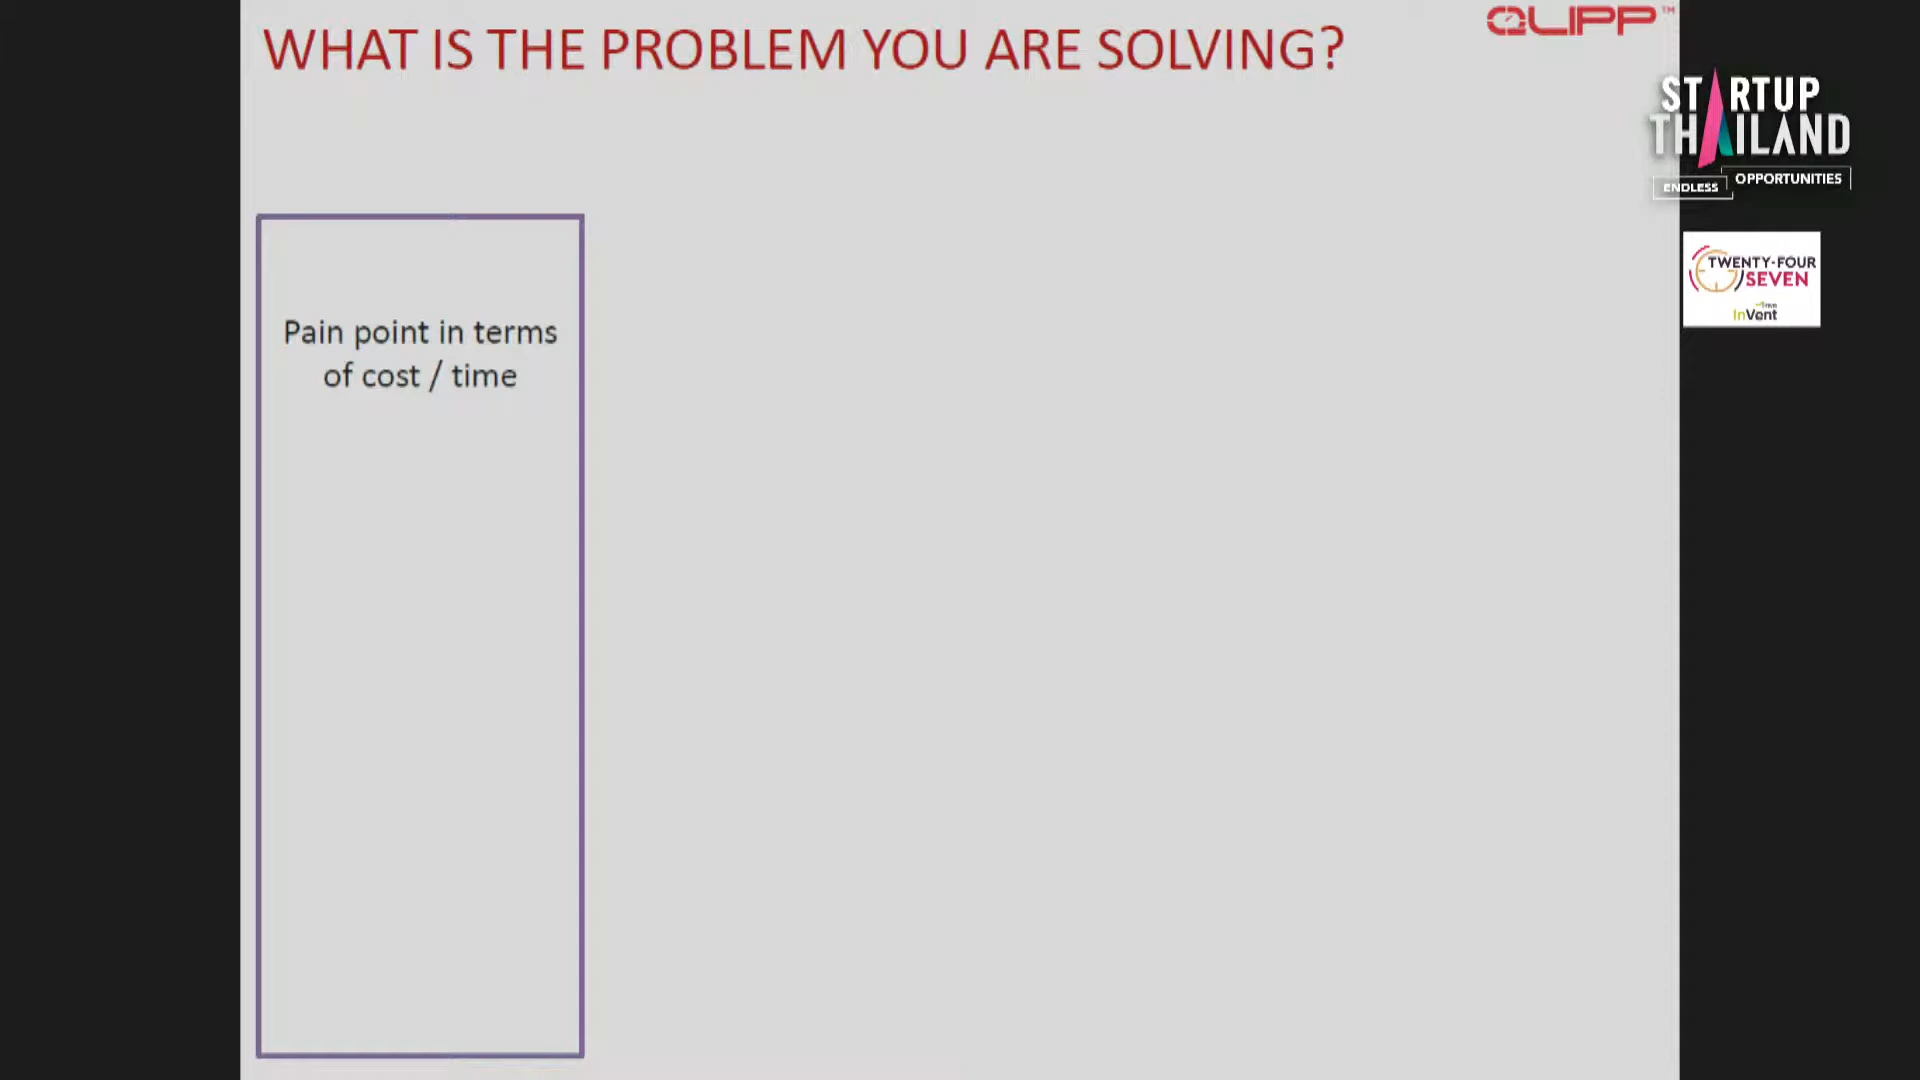 WHAT IS THE PROBLEM YOU ARE SOLVING?
QLIPP™
STARTUP
THAILAND
ENDLESS OPPORTUNITIES
TWENTY-FOUR
SEVEN
InVent
Pain point in terms
of cost / time